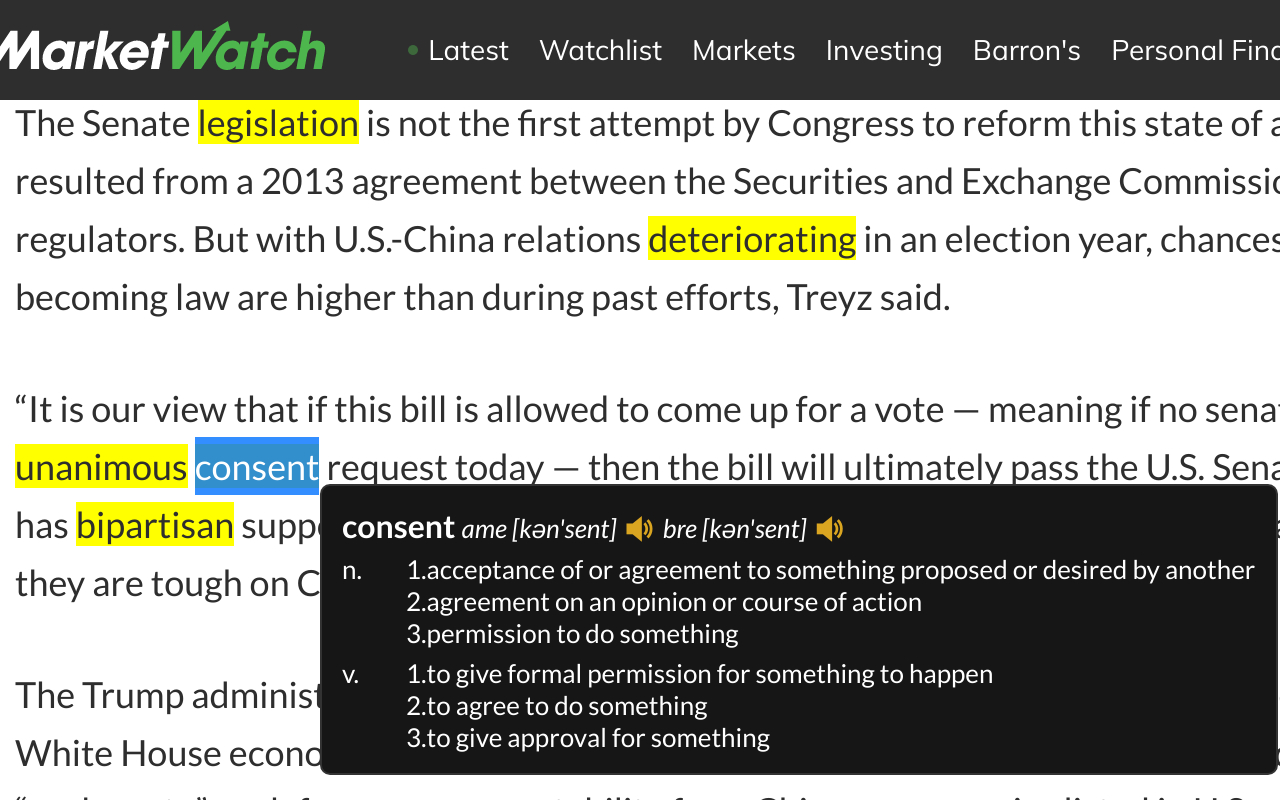 MarketWatch
• Latest Watchlist Markets Investing Barron's Personal
The Senate legislation is not the first attempt by Congress to reform this state of
resulted from a 2013 agreement between the Securities and Exchange
regulators. But with U.S.-China relations deteriorating in an election year, chances
becoming law are higher than during past efforts, Treyz said.
“It is our view that if this bill is allowed to come up for a vote — meaning if no
unanimous consent request today — then the bill will ultimately pass the U.S.
has bipartisan
they are tough on
consent ame [kən'sent] bre [kən'sent]
n. 1.acceptance of or agreement to something proposed or desired by another
2.agreement on an opinion or course of action
3.permission to do something
v. 1.to give formal permission for something to happen
2.to agree to do something
3.to give approval for something
The Trump
White House